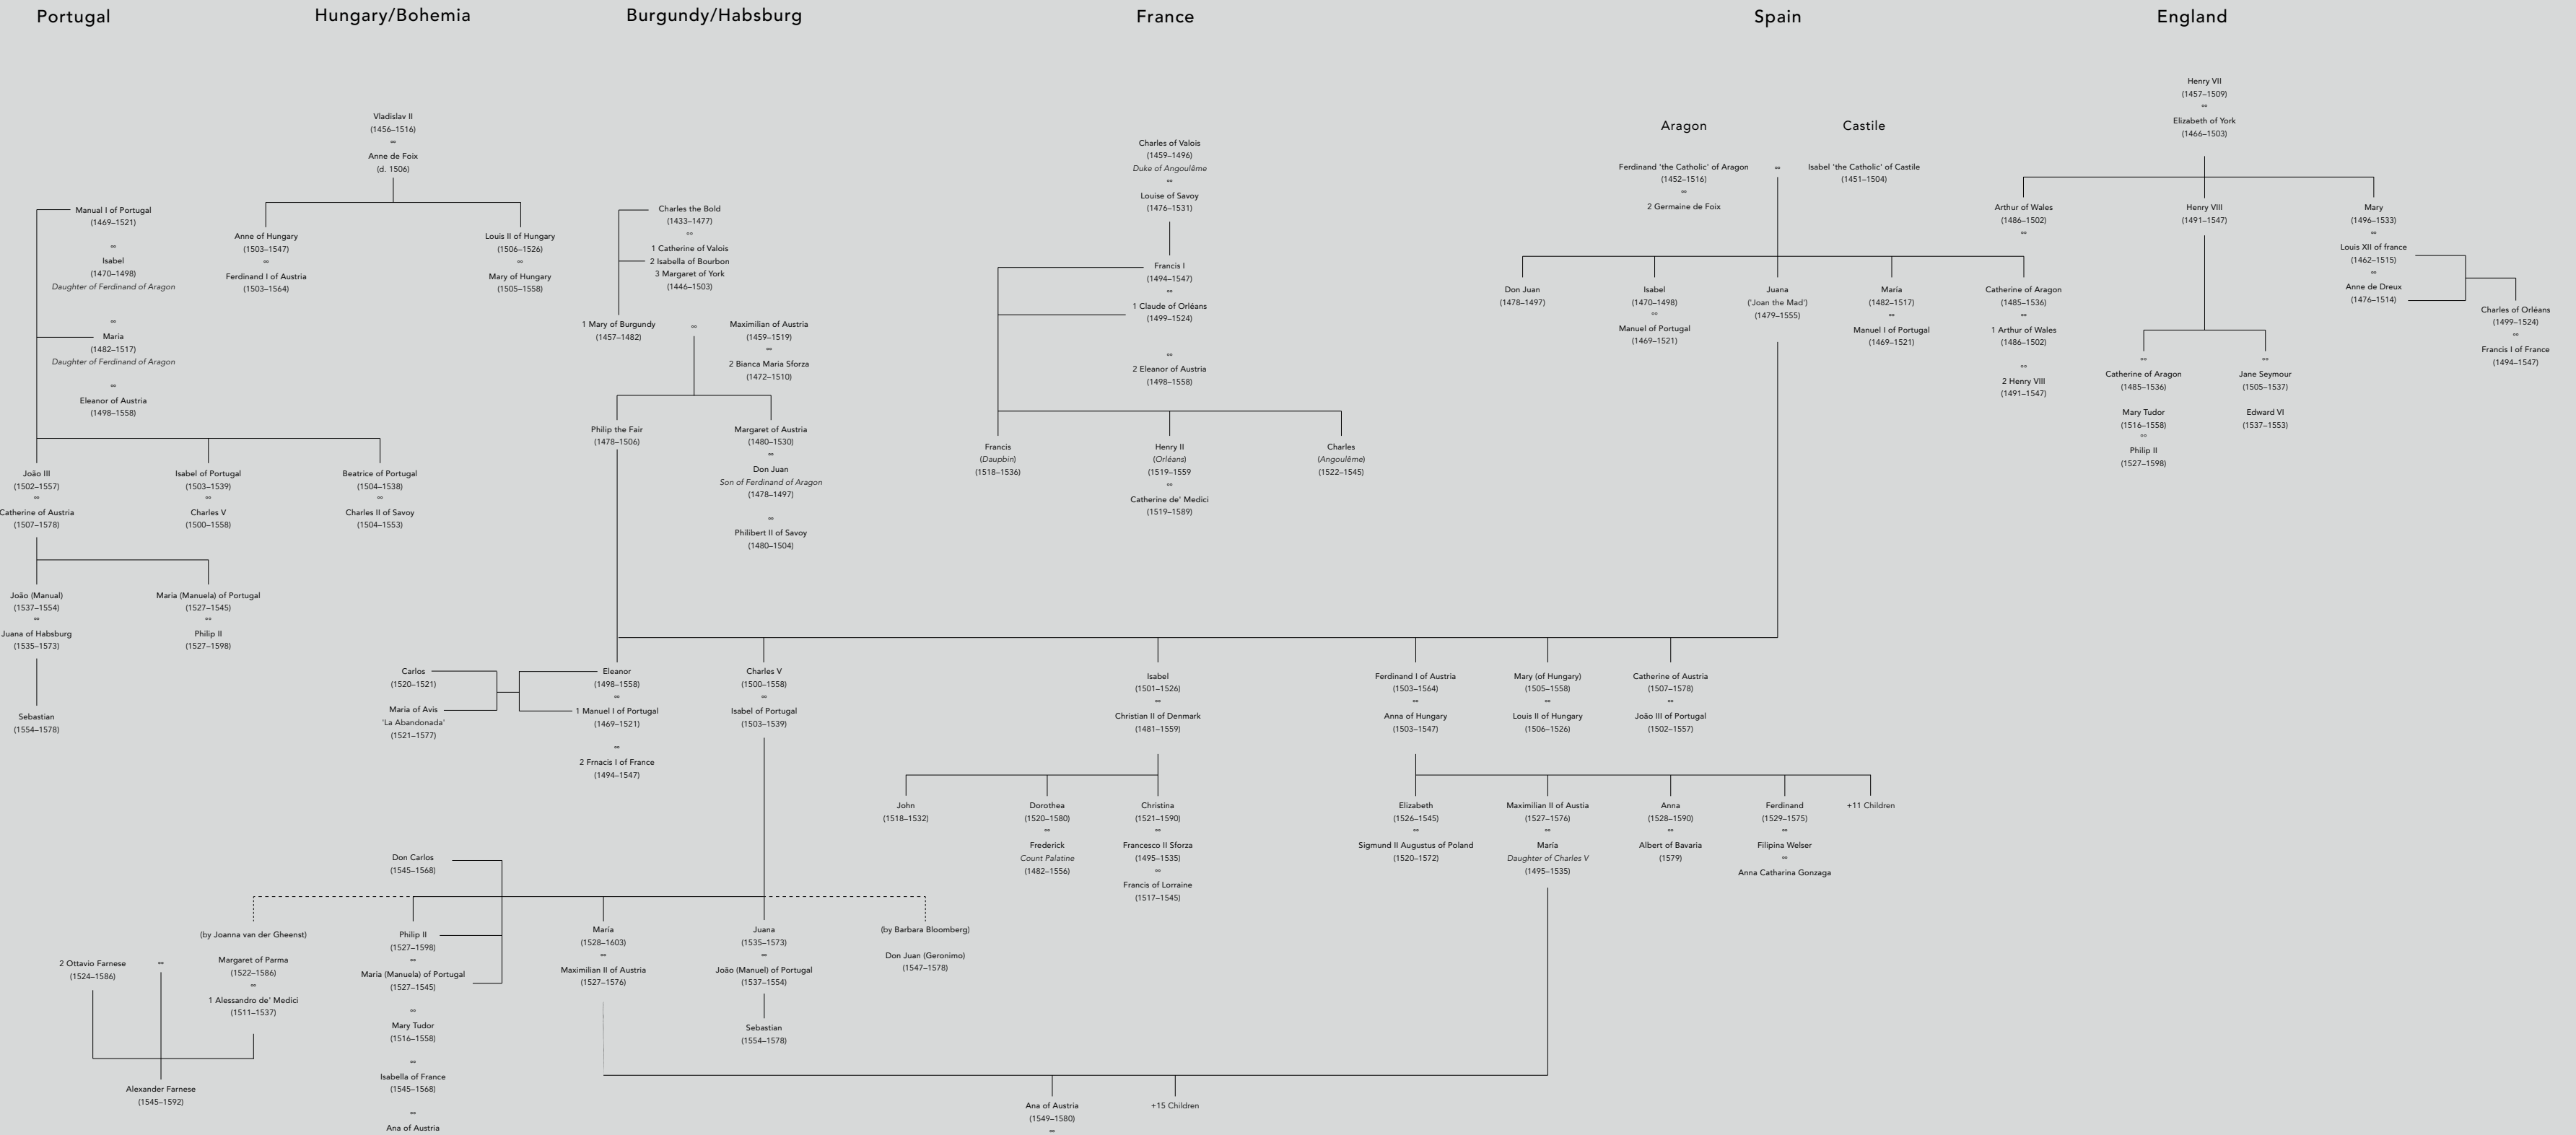 Portugal
Hungary/Bohemia
Burgundy/Habsburg
France
Spain
England
Manual I of Portugal
(1469–1521)
∞
Isabel
(1470–1498)
Daughter of Ferdinand of Aragon
∞
Maria
(1482–1517)
Daughter of Ferdinand of Aragon
∞
Eleanor of Austria
(1498–1558)
João III
(1502–1557)
∞
Catherine of Austria
(1507–1578)
Isabel of Portugal
(1503–1539)
∞
Charles V
(1500–1558)
Beatrice of Portugal
(1504–1538)
∞
Charles II of Savoy
(1504–1553)
João (Manual)
(1537–1554)
∞
Juana of Habsburg
(1535–1573)
Maria (Manuela) of Portugal
(1527–1545)
∞
Philip II
(1527–1598)
Sebastian
(1554–1578)
Vladislav II
(1456–1516)
∞
Anne de Foix
(d. 1506)
Anne of Hungary
(1503–1547)
∞
Ferdinand I of Austria
(1503–1564)
Louis II of Hungary
(1506–1526)
∞
Mary of Hungary
(1505–1558)
Charles the Bold
(1433–1477)
∞
1 Catherine of Valois
2 Isabella of Bourbon
3 Margaret of York
(1446–1503)
1 Mary of Burgundy
(1457–1482)
∞
Maximilian of Austria
(1459–1519)
∞
2 Bianca Maria Sforza
(1472–1510)
Philip the Fair
(1478–1506)
Margaret of Austria
(1480–1530)
∞
Don Juan
Son of Ferdinand of Aragon
(1478–1497)
∞
Philibert II of Savoy
(1480–1504)
Charles of Valois
(1459–1496)
Duke of Angoulême
∞
Louise of Savoy
(1476–1531)
Francis I
(1494–1547)
∞
1 Claude of Orléans
(1499–1524)
∞
2 Eleanor of Austria
(1498–1558)
Francis
(Daupbin)
(1518–1536)
Henry II
(Orléans)
(1519–1559
∞
Catherine de' Medici
(1519–1589)
Charles
(Angoulême)
(1522–1545)
Aragon
Castile
Ferdinand 'the Catholic' of Aragon
(1452–1516)
∞
2 Germaine de Foix
∞
Isabel 'the Catholic' of Castile
(1451–1504)
Don Juan
(1478–1497)
Isabel
(1470–1498)
∞
Manuel of Portugal
(1469–1521)
Juana
('Joan the Mad')
(1479–1555)
María
(1482–1517)
∞
Manuel I of Portugal
(1469–1521)
Catherine of Aragon
(1485–1536)
∞
1 Arthur of Wales
(1486–1502)
∞
2 Henry VIII
(1491–1547)
Henry VII
(1457–1509)
∞
Elizabeth of York
(1466–1503)
Arthur of Wales
(1486–1502)
∞
Henry VIII
(1491–1547)
Mary
(1496–1533)
∞
Louis XII of france
(1462–1515)
∞
Anne de Dreux
(1476–1514)
Charles of Orléans
(1499–1524)
∞
Francis I of France
(1494–1547)
∞
Catherine of Aragon
(1485–1536)
Mary Tudor
(1516–1558)
∞
Philip II
(1527–1598)
∞
Jane Seymour
(1505–1537)
Edward VI
(1537–1553)
Carlos
(1520–1521)
Maria of Avis
'La Abandonada'
(1521–1577)
Eleanor
(1498–1558)
∞
1 Manuel I of Portugal
(1469–1521)
∞
2 Frnacis I of France
(1494–1547)
Charles V
(1500–1558)
∞
Isabel of Portugal
(1503–1539)
Isabel
(1501–1526)
∞
Christian II of Denmark
(1481–1559)
Ferdinand I of Austria
(1503–1564)
∞
Anna of Hungary
(1503–1547)
Mary (of Hungary)
(1505–1558)
∞
Louis II of Hungary
(1506–1526)
Catherine of Austria
(1507–1578)
∞
João III of Portugal
(1502–1557)
John
(1518–1532)
Dorothea
(1520–1580)
∞
Frederick
Count Palatine
(1482–1556)
Christina
(1521–1590)
∞
Francesco II Sforza
(1495–1535)
∞
Francis of Lorraine
(1517–1545)
Elizabeth
(1526–1545)
∞
Sigmund II Augustus of Poland
(1520–1572)
Maximilian II of Austia
(1527–1576)
∞
María
Daughter of Charles V
(1495–1535)
Anna
(1528–1590)
∞
Albert of Bavaria
(1579)
Ferdinand
(1529–1575)
∞
Filipina Welser
∞
Anna Catharina Gonzaga
+11 Children
Don Carlos
(1545–1568)
(by Joanna van der Gheenst)
Margaret of Parma
(1522–1586)
∞
1 Alessandro de' Medici
(1511–1537)
2 Ottavio Farnese
(1524–1586)
∞
Alexander Farnese
(1545–1592)
Philip II
(1527–1598)
∞
Maria (Manuela) of Portugal
(1527–1545)
∞
Mary Tudor
(1516–1558)
∞
Isabella of France
(1545–1568)
∞
Ana of Austria
María
(1528–1603)
∞
Maximilian II of Austria
(1527–1576)
Juana
(1535–1573)
∞
João (Manuel) of Portugal
(1537–1554)
Sebastian
(1554–1578)
(by Barbara Bloomberg)
Don Juan (Geronimo)
(1547–1578)
Ana of Austria
(1549–1580)
∞
+15 Children